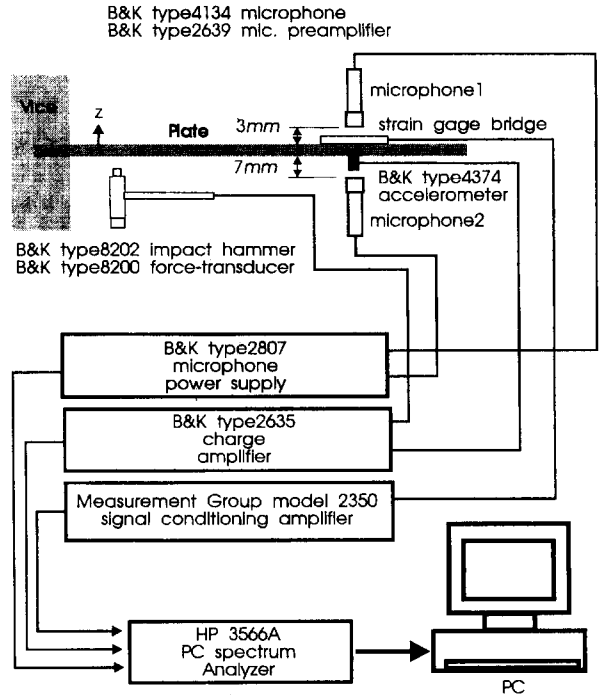 B&K type4134 microphone
B&K type2639 mic. preamplifier
microphone1
Vice
z
Plate
3mm
strain gage bridge
7mm
B&K type4374
accelerometer
microphone2
B&K type8202 impact hammer
B&K type8200 force-transducer
B&K type2807
microphone
power supply
B&K type2635
charge
amplifier
Measurement Group model 2350
signal conditioning amplifier
HP 3566A
PC spectrum
Analyzer
PC